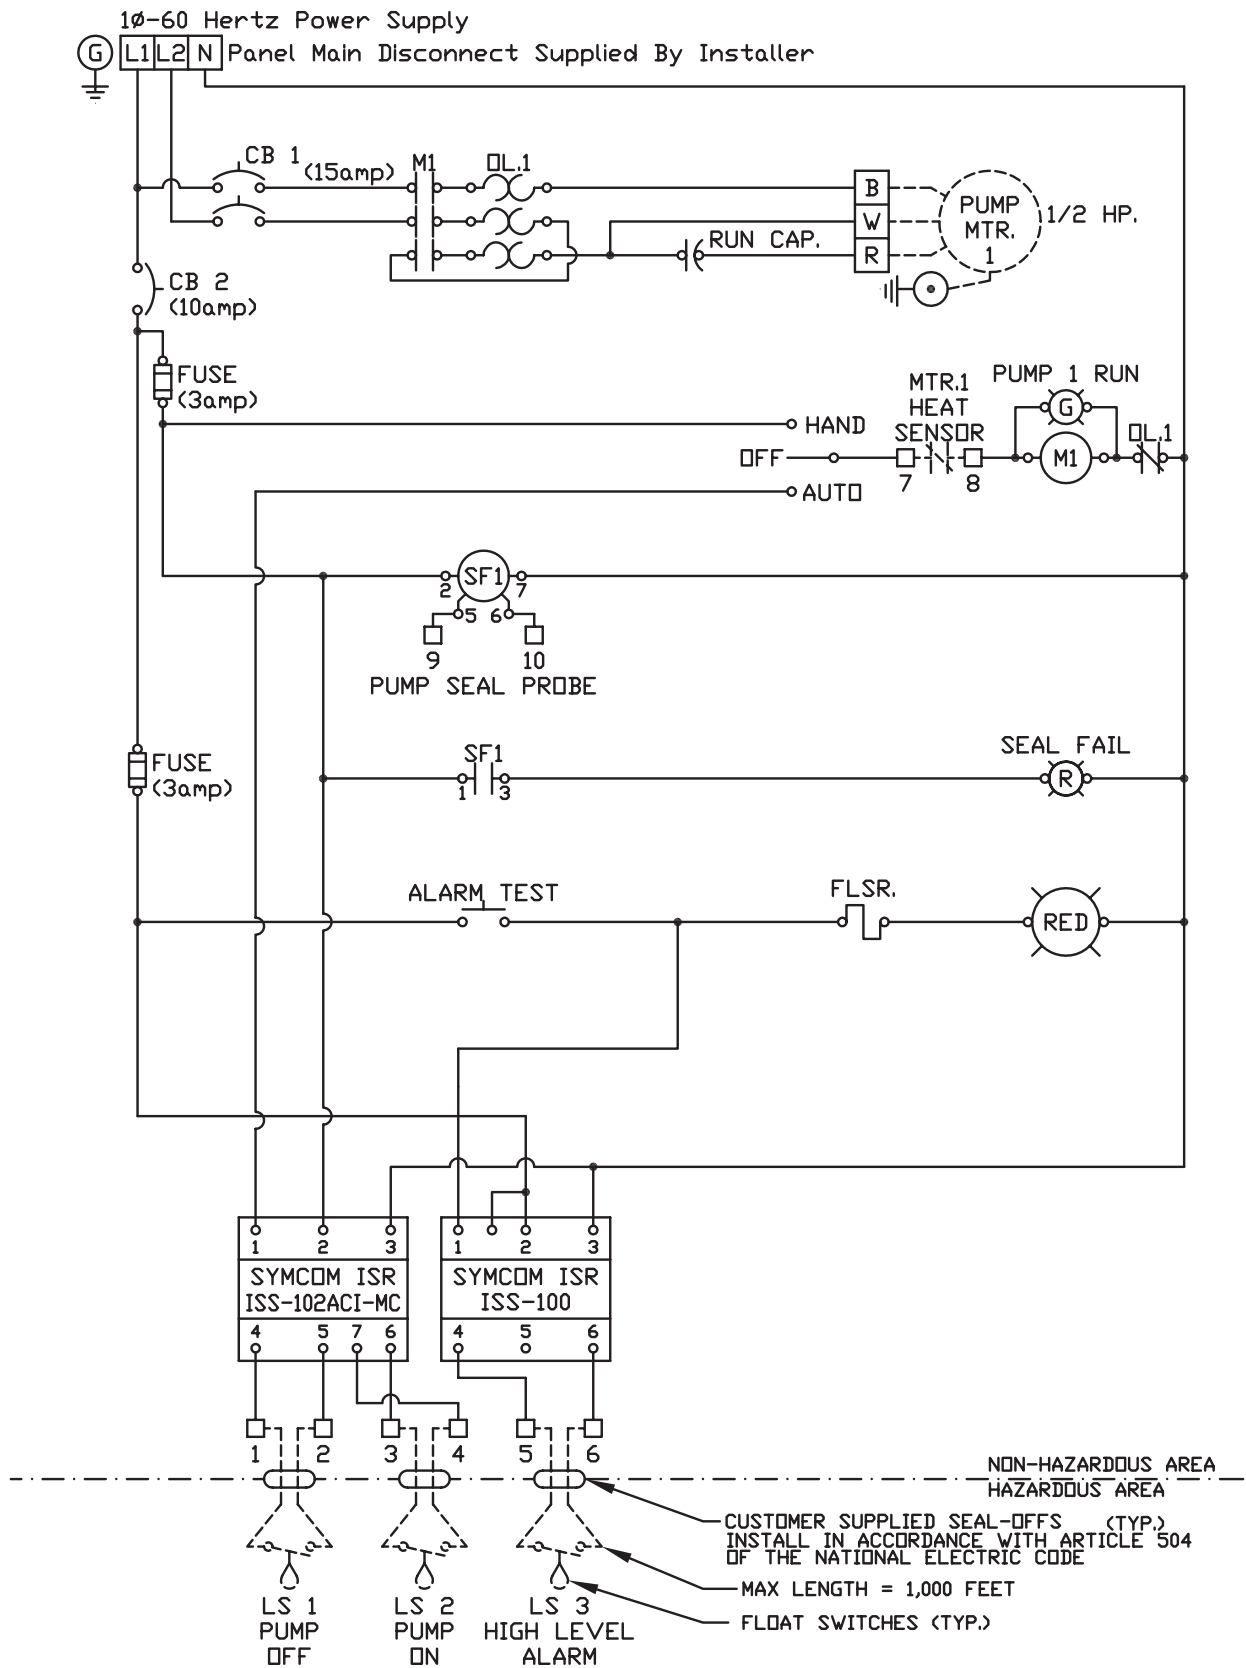 1Ø-60 Hertz Power Supply
G L1 L2 N Panel Main Disconnect Supplied By Installer
CB 1
(15amp)
M1
OL.1
B
W
R
PUMP
MTR.
1
1/2 HP.
RUN CAP.
CB 2
(10amp)
FUSE
(3amp)
HAND
OFF
AUTO
MTR.1
HEAT
SENSOR
7 8
PUMP 1 RUN
G
M1
OL.1
SF1
2 7
5 6
9 10
PUMP SEAL PROBE
FUSE
(3amp)
SF1
1 3
SEAL FAIL
R
ALARM TEST
FLSR.
RED
1 2 3
SYMCOM ISR
ISS-102ACI-MC
4 5 7 6
1 2 3
SYMCOM ISR
ISS-100
4 5 6
1 2 3 4 5 6
NON-HAZARDOUS AREA
HAZARDOUS AREA
CUSTOMER SUPPLIED SEAL-OFFS (TYP.)
INSTALL IN ACCORDANCE WITH ARTICLE 504
OF THE NATIONAL ELECTRIC CODE
MAX LENGTH = 1,000 FEET
FLOAT SWITCHES (TYP.)
LS 1
PUMP
OFF
LS 2
PUMP
ON
LS 3
HIGH LEVEL
ALARM